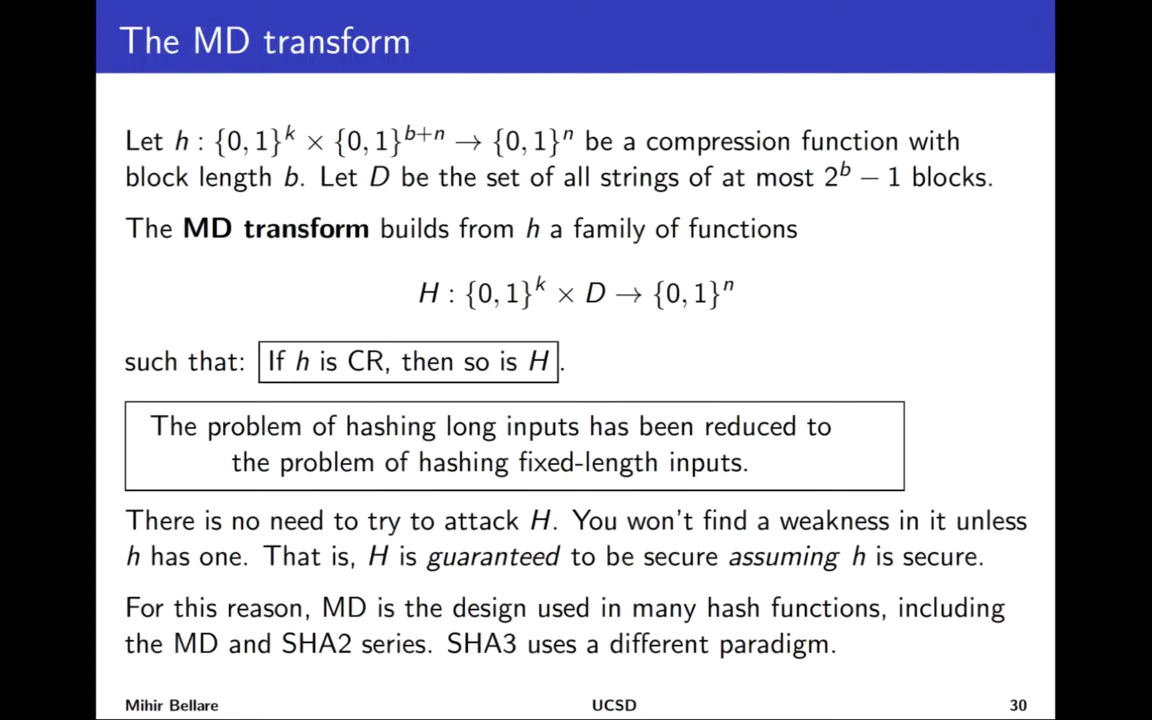 The MD transform
Let h : {0, 1}^k × {0, 1}^{b+n} → {0, 1}^n be a compression function with
block length b. Let D be the set of all strings of at most 2^b − 1 blocks.
The MD transform builds from h a family of functions
H : {0, 1}^k × D → {0, 1}^n
such that: If h is CR, then so is H.
The problem of hashing long inputs has been reduced to
the problem of hashing fixed-length inputs.
There is no need to try to attack H. You won't find a weakness in it unless
h has one. That is, H is guaranteed to be secure assuming h is secure.
For this reason, MD is the design used in many hash functions, including
the MD and SHA2 series. SHA3 uses a different paradigm.
Mihir Bellare UCSD 30